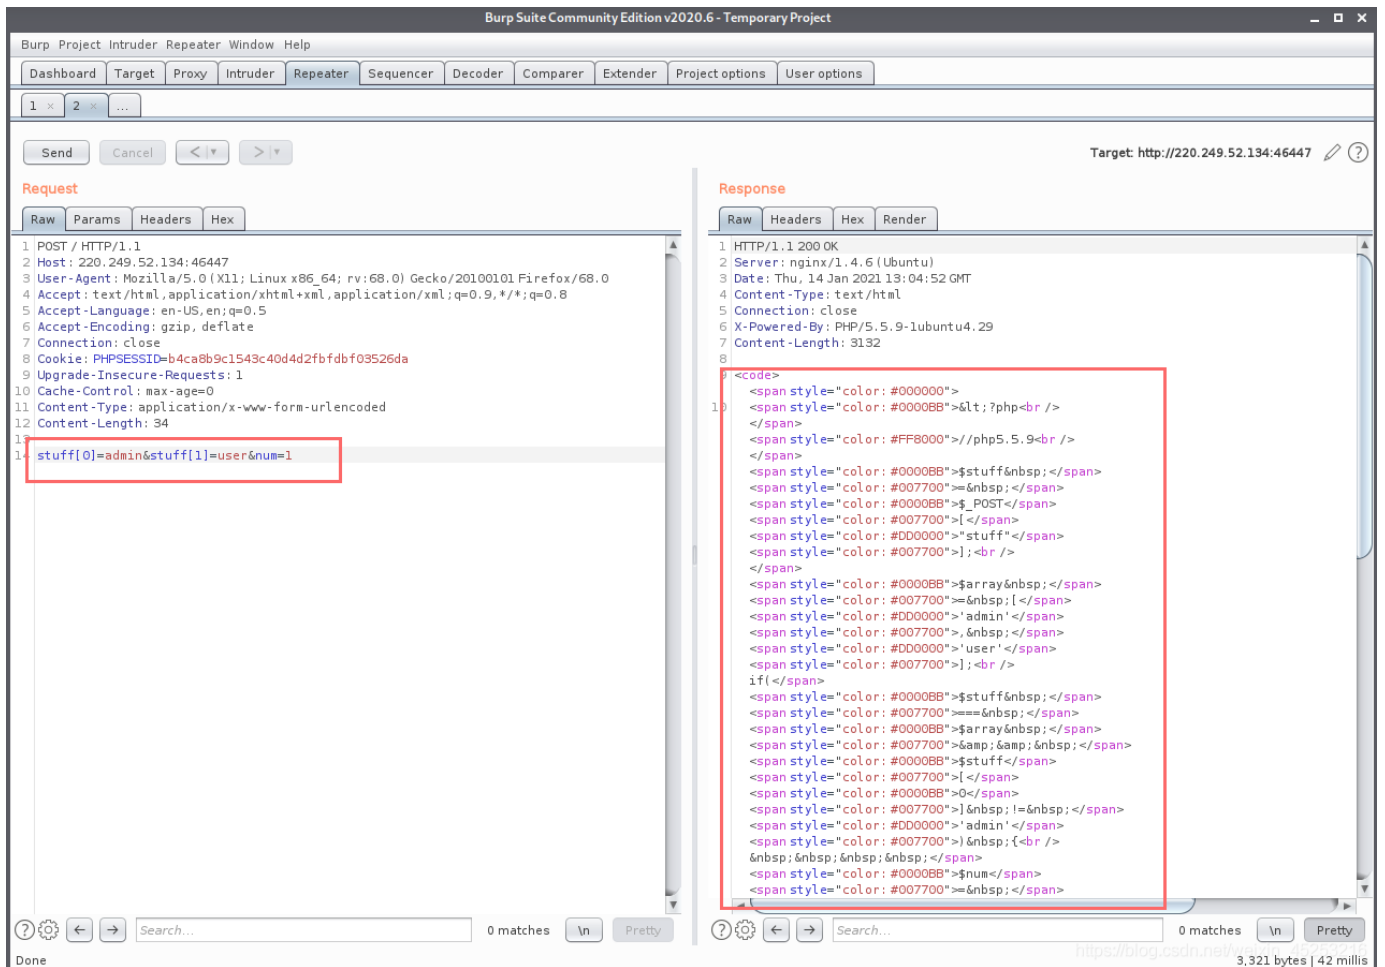 Burp Suite Community Edition v2020.6 - Temporary Project
Burp Project Intruder Repeater Window Help
Dashboard Target Proxy Intruder Repeater Sequencer Decoder Comparer Extender Project options User options
1 × 2 × ...
Send Cancel < > Target: http://220.249.52.134:46447 ?
Request
Raw Params Headers Hex
1 POST / HTTP/1.1
2 Host: 220.249.52.134:46447
3 User-Agent: Mozilla/5.0 (X11; Linux x86_64; rv:68.0) Gecko/20100101 Firefox/68.0
4 Accept: text/html,application/xhtml+xml,application/xml;q=0.9,*/*;q=0.8
5 Accept-Language: en-US,en;q=0.5
6 Accept-Encoding: gzip, deflate
7 Connection: close
8 Cookie: PHPSESSID=b4ca8b9c1543c40d4d2fbfdbf03526da
9 Upgrade-Insecure-Requests: 1
10 Cache-Control: max-age=0
11 Content-Type: application/x-www-form-urlencoded
12 Content-Length: 34
13
14 stuff[0]=admin&stuff[1]=user&num=1
? Search... 0 matches \n Pretty
Done
Response
Raw Headers Hex Render
1 HTTP/1.1 200 OK
2 Server: nginx/1.4.6 (Ubuntu)
3 Date: Thu, 14 Jan 2021 13:04:52 GMT
4 Content-Type: text/html
5 Connection: close
6 X-Powered-By: PHP/5.5.9-1ubuntu4.29
7 Content-Length: 3132
8
9 <code>
<span style="color: #000000">
10 <span style="color: #0000BB">&lt;?php<br />
</span>
<span style="color: #FF8000">//php5.5.9<br />
</span>
<span style="color: #0000BB">$stuff&nbsp;</span>
<span style="color: #007700">=&nbsp;</span>
<span style="color: #0000BB">$_POST</span>
<span style="color: #007700">[</span>
<span style="color: #DD0000">"stuff"</span>
<span style="color: #007700">];<br />
</span>
<span style="color: #0000BB">$array&nbsp;</span>
<span style="color: #007700">=&nbsp;[</span>
<span style="color: #DD0000">'admin'</span>
<span style="color: #007700">,&nbsp;</span>
<span style="color: #DD0000">'user'</span>
<span style="color: #007700">];<br />
if(</span>
<span style="color: #0000BB">$stuff&nbsp;</span>
<span style="color: #007700">===&nbsp;</span>
<span style="color: #0000BB">$array&nbsp;</span>
<span style="color: #007700">&amp;&amp;&nbsp;</span>
<span style="color: #0000BB">$stuff</span>
<span style="color: #007700">[</span>
<span style="color: #0000BB">0</span>
<span style="color: #007700">]&nbsp;!=&nbsp;</span>
<span style="color: #DD0000">'admin'</span>
<span style="color: #007700">)&nbsp;{<br />
&nbsp;&nbsp;&nbsp;&nbsp;</span>
<span style="color: #0000BB">$num</span>
<span style="color: #007700">=&nbsp;</span>
? Search... 0 matches \n Pretty
https://blog.csdn.net/weixin_45253216
3,321 bytes | 42 millis